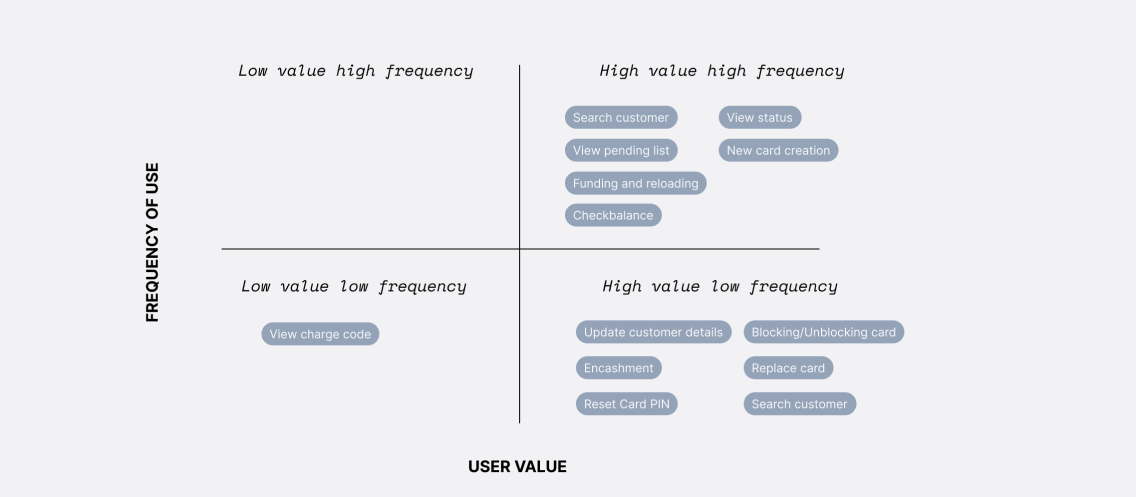 Low value high frequency
High value high frequency
Search customer
View status
View pending list
New card creation
Funding and reloading
Checkbalance
FREQUENCY OF USE
Low value low frequency
High value low frequency
View charge code
Update customer details
Blocking/Unblocking card
Encashment
Replace card
Reset Card PIN
Search customer
USER VALUE